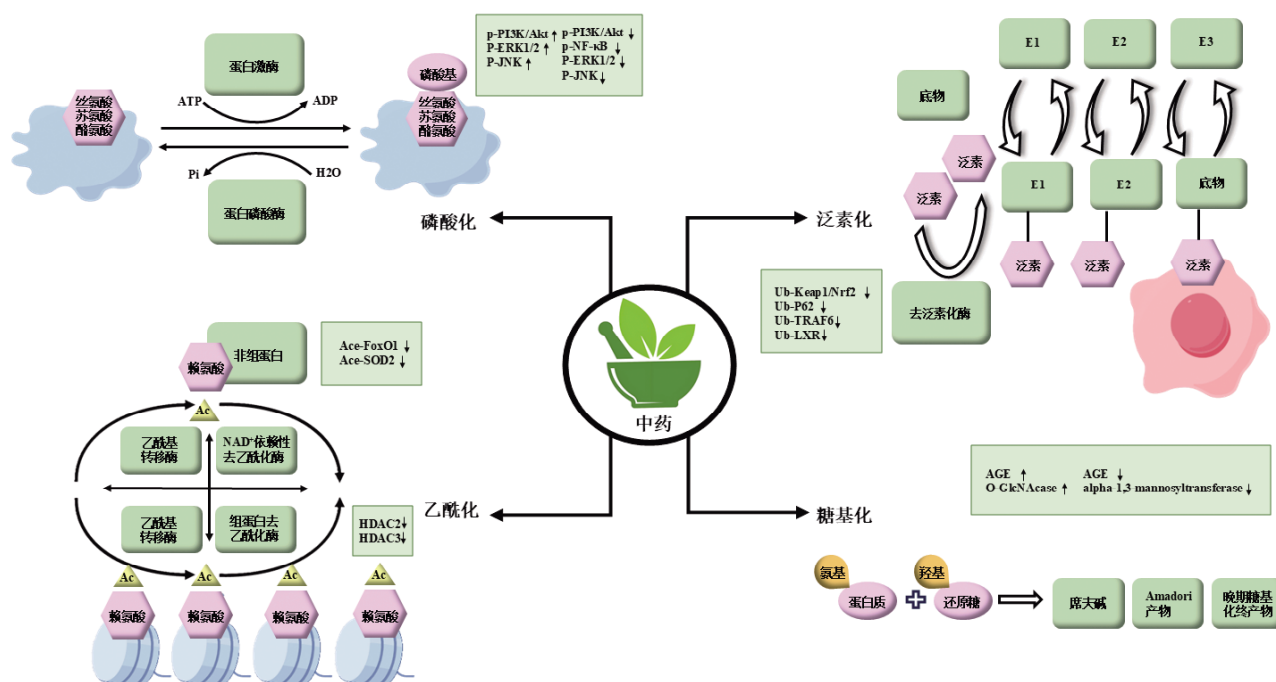 蛋白激酶
ATP
ADP
丝氨酸
苏氨酸
酪氨酸
磷酸基
丝氨酸
苏氨酸
酪氨酸
Pi
H2O
蛋白磷酸酶
p-PI3K/Akt ↑ p-PI3K/Akt ↓
P-ERK1/2 ↑ p-NF-κB ↓
P-JNK ↑ P-ERK1/2 ↓
P-JNK ↓
磷酸化
泛素化
E1
E2
E3
底物
泛素
泛素
E1
E2
底物
泛素
泛素
泛素
去泛素化酶
Ub-Keap1/Nrf2 ↓
Ub-P62 ↓
Ub-TRAF6 ↓
Ub-LXR ↓
中药
非组蛋白
赖氨酸
Ac
Ace-FoxO1 ↓
Ace-SOD2 ↓
乙酰基
转移酶
NAD⁺依赖性
去乙酰化酶
乙酰基
转移酶
组蛋白去
乙酰化酶
HDAC2↓
HDAC3↓
乙酰化
Ac
Ac
Ac
Ac
赖氨酸
赖氨酸
赖氨酸
赖氨酸
糖基化
AGE ↑ AGE ↓
O-GlcNAcase ↑ alpha-1,3 mannosyltransferase ↓
氨基
蛋白质
羟基
还原糖
席夫碱
Amadori
产物
晚期糖基
化终产物